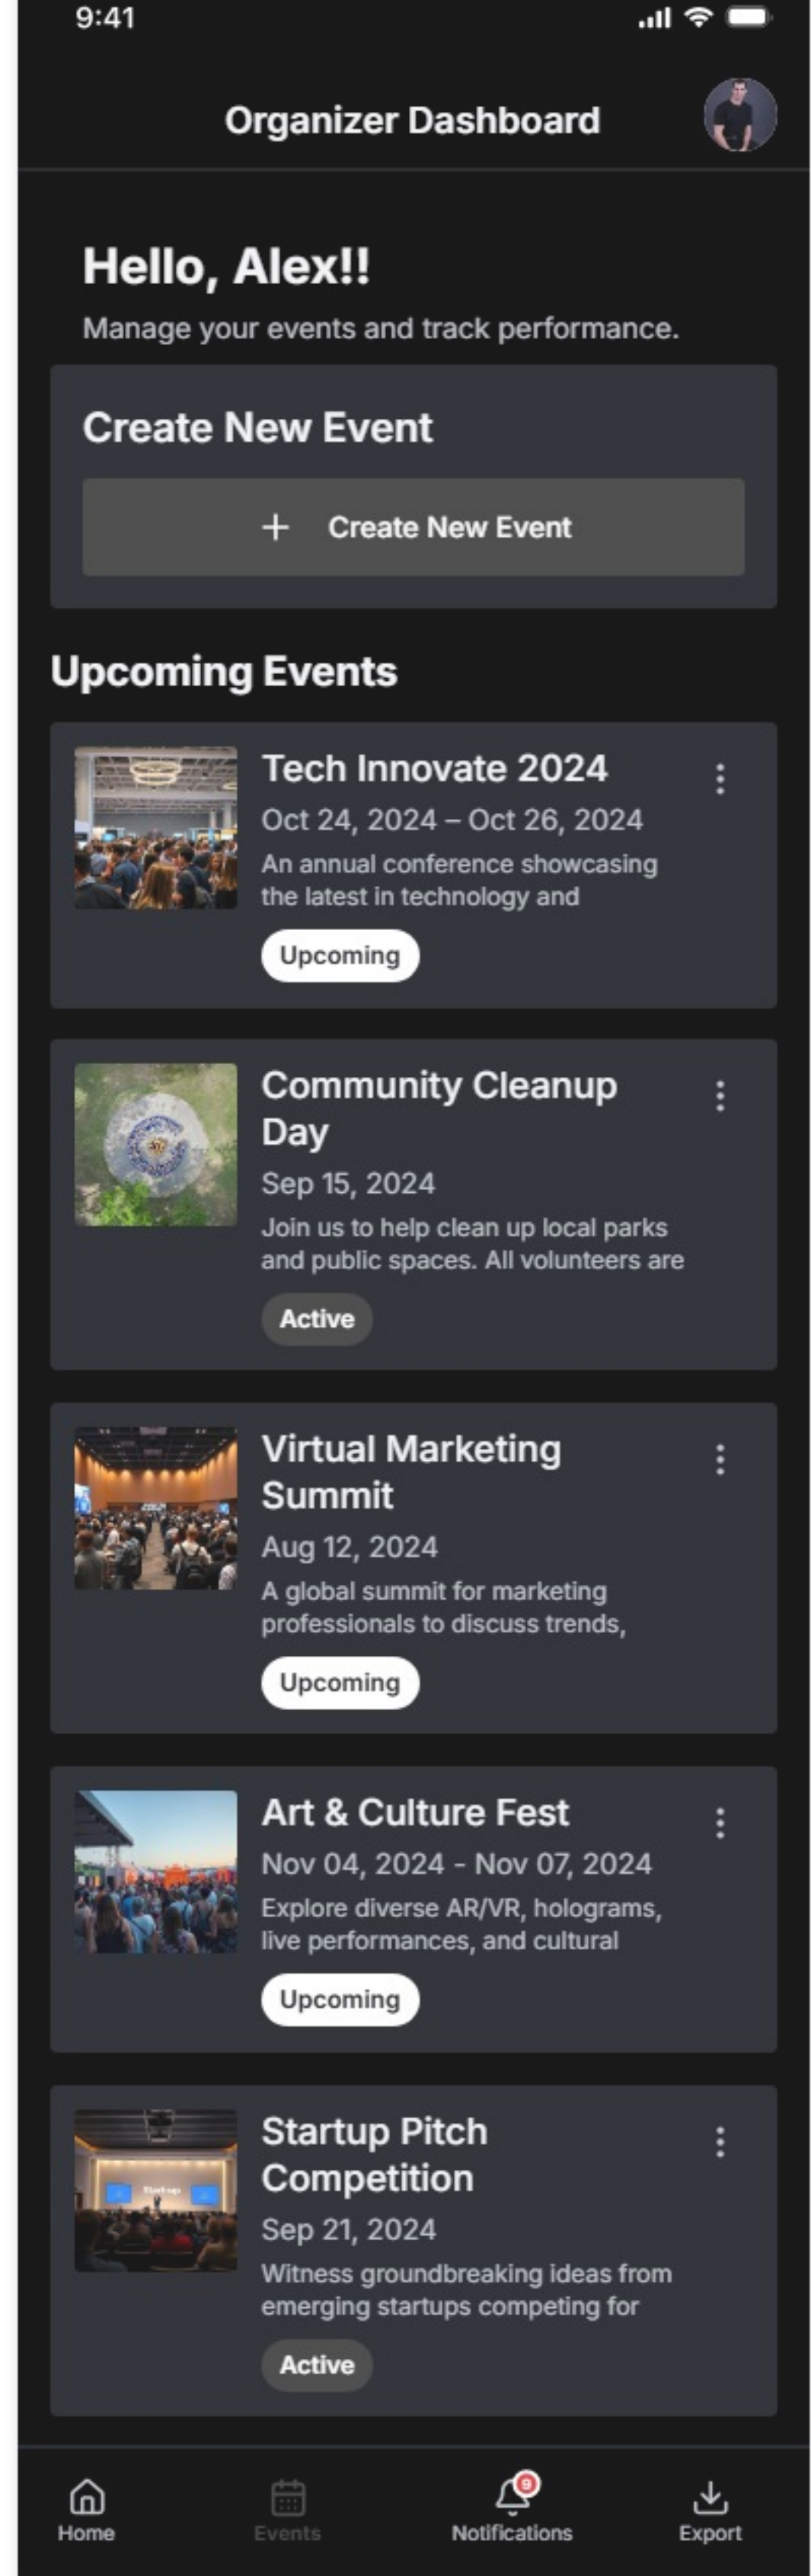 9:41
Organizer Dashboard
Hello, Alex!!
Manage your events and track performance.
Create New Event
+ Create New Event
Upcoming Events
Tech Innovate 2024
Oct 24, 2024 – Oct 26, 2024
An annual conference showcasing
the latest in technology and
Upcoming
Community Cleanup
Day
Sep 15, 2024
Join us to help clean up local parks
and public spaces. All volunteers are
Active
Virtual Marketing
Summit
Aug 12, 2024
A global summit for marketing
professionals to discuss trends,
Upcoming
Art & Culture Fest
Nov 04, 2024 - Nov 07, 2024
Explore diverse AR/VR, holograms,
live performances, and cultural
Upcoming
Startup
Startup Pitch
Competition
Sep 21, 2024
Witness groundbreaking ideas from
emerging startups competing for
Active
9
Home
Events
Notifications
Export